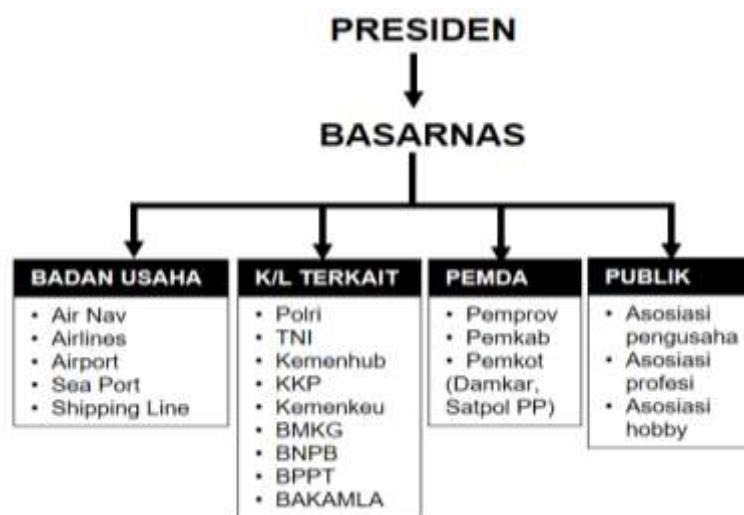 PRESIDEN
BASARNAS
BADAN USAHA
• Air Nav
• Airlines
• Airport
• Sea Port
• Shipping Line
K/L TERKAIT
• Polri
• TNI
• Kemenhub
• KKP
• Kemenkeu
• BMKG
• BNPB
• BPPT
• BAKAMLA
PEMDA
• Pemprov
• Pemkab
• Pemkot
(Damkar,
Satpol PP)
PUBLIK
• Asosiasi
pengusaha
• Asosiasi
profesi
• Asosiasi
hobby